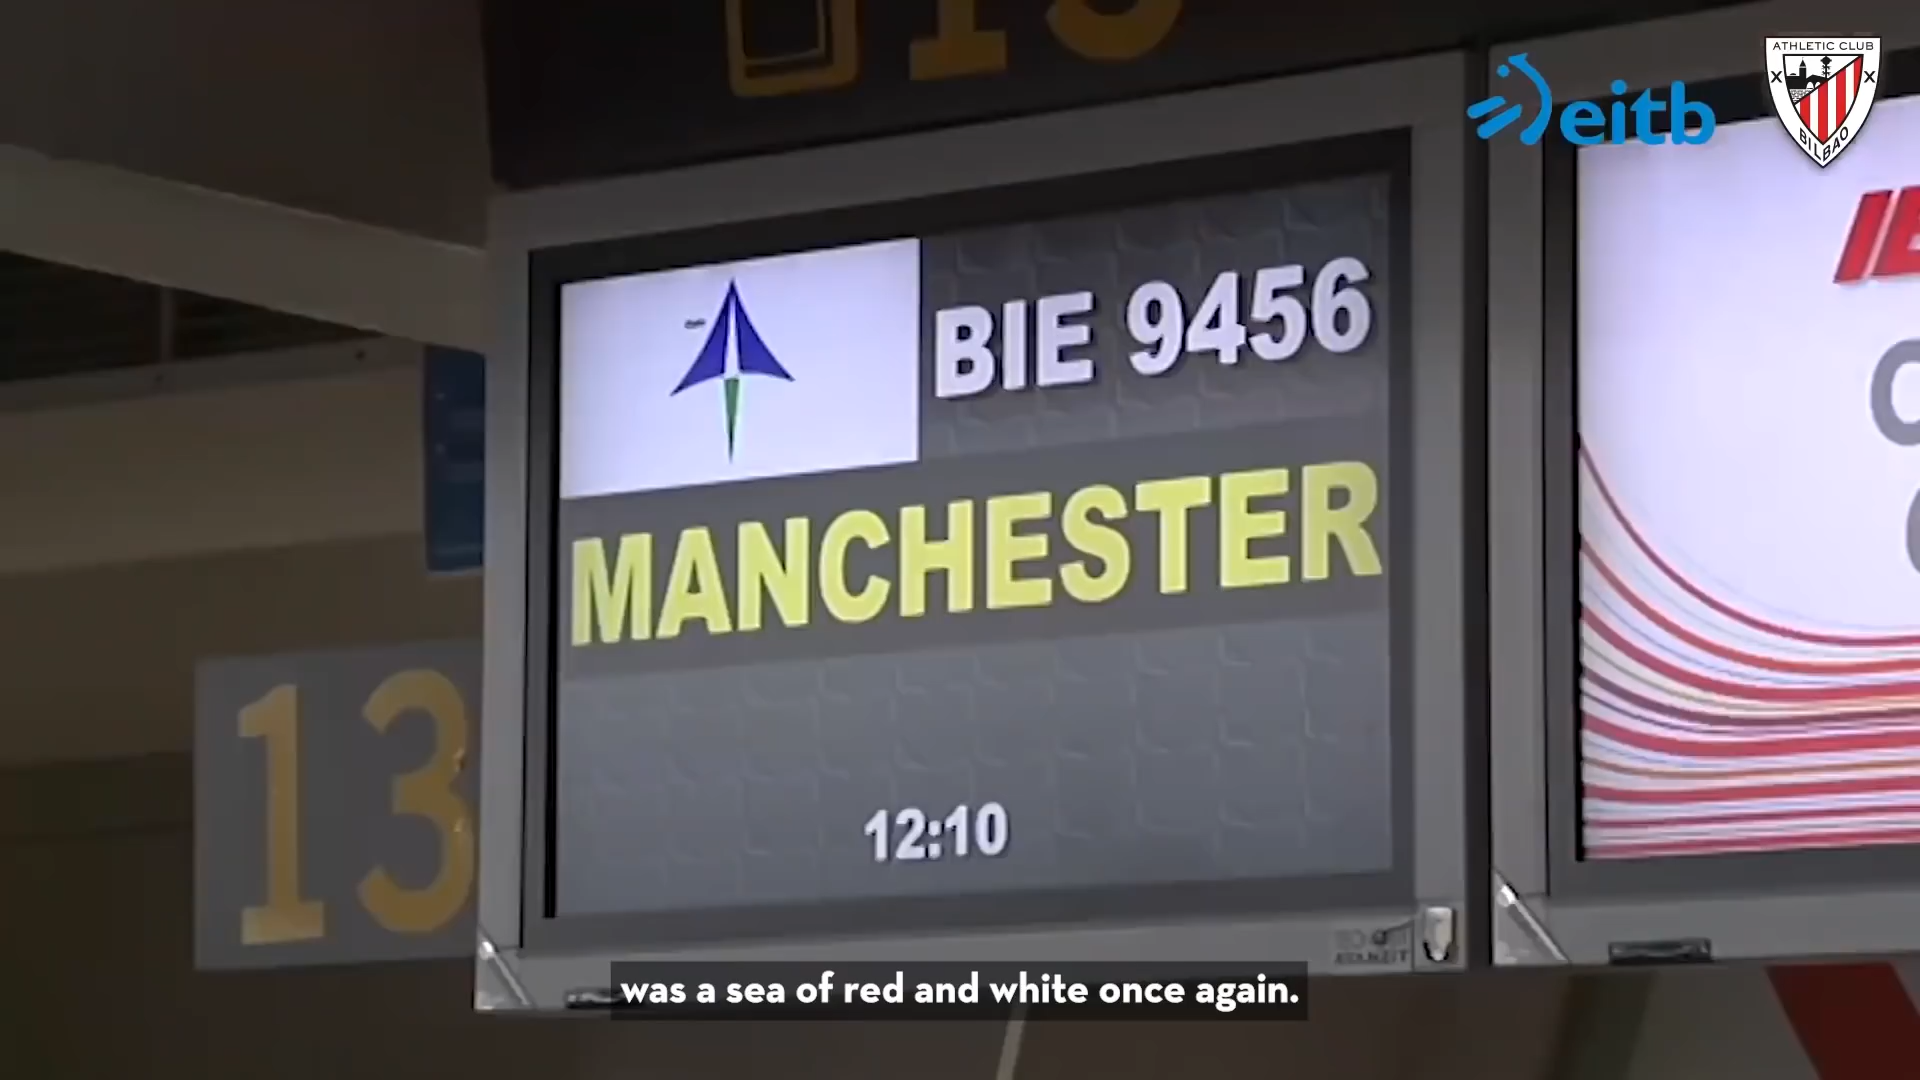 ATHLETIC CLUB
BILBAO
eitb
BIE 9456
MANCHESTER
12:10
13
was a sea of red and white once again.